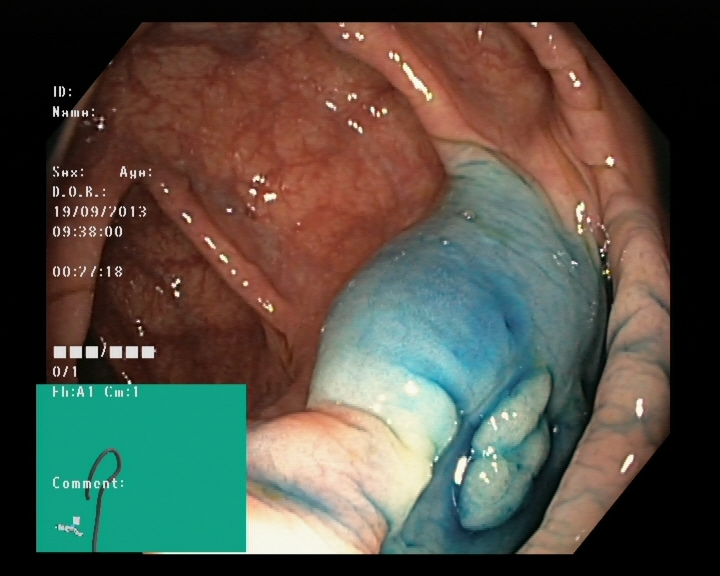 ID:
Name:
Sex: Age:
D.O.B.:
19/09/2013
09:38:00
00:27:18
■■■/■■■
0/1
Eh:A1 Cm:1
Comment: